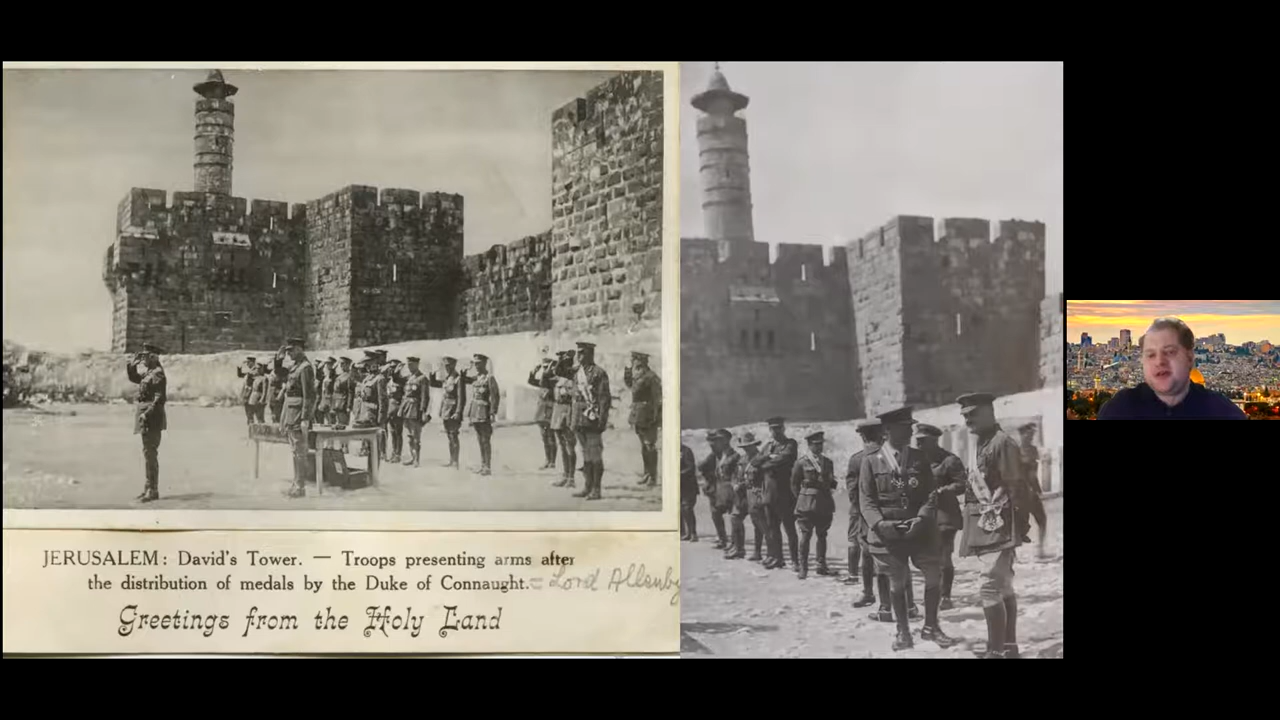 JERUSALEM: David's Tower. — Troops presenting arms after
the distribution of medals by the Duke of Connaught. = Lord Allenby
Greetings from the Holy Land